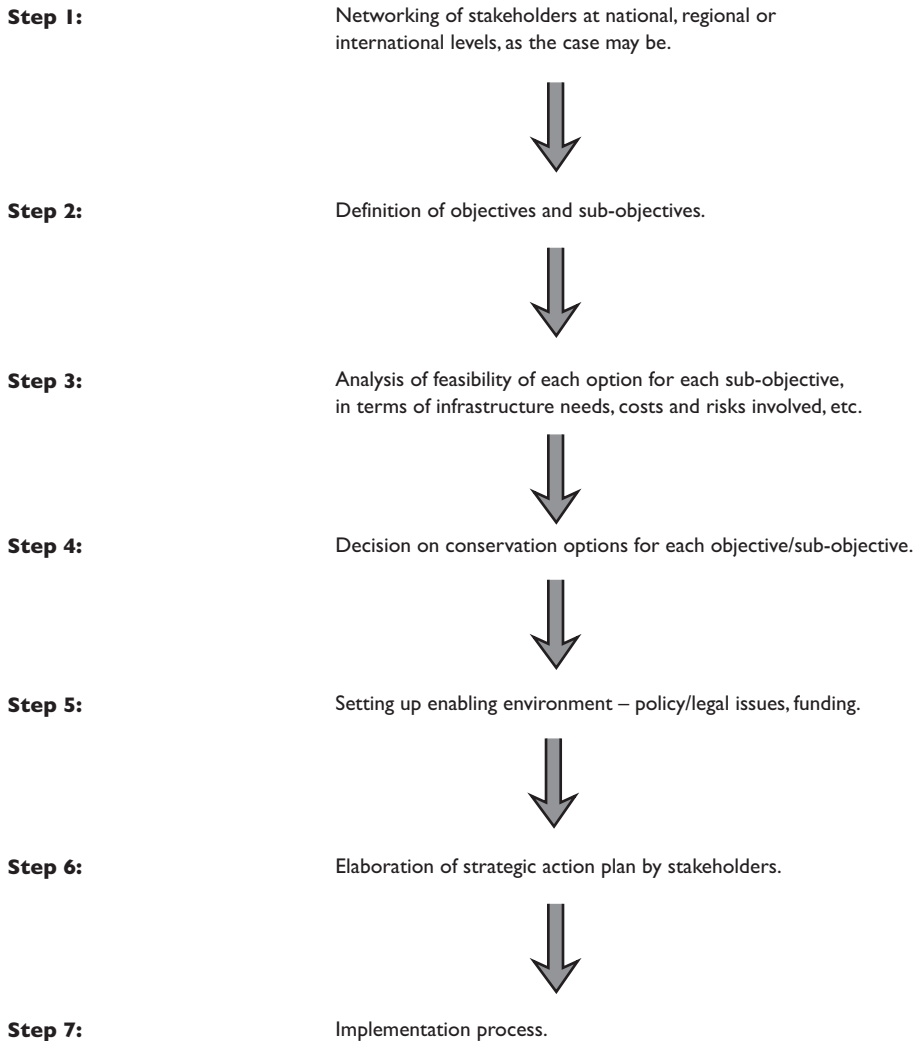 Step 1:
Networking of stakeholders at national, regional or
international levels, as the case may be.
Step 2:
Definition of objectives and sub-objectives.
Step 3:
Analysis of feasibility of each option for each sub-objective,
in terms of infrastructure needs, costs and risks involved, etc.
Step 4:
Decision on conservation options for each objective/sub-objective.
Step 5:
Setting up enabling environment – policy/legal issues, funding.
Step 6:
Elaboration of strategic action plan by stakeholders.
Step 7:
Implementation process.